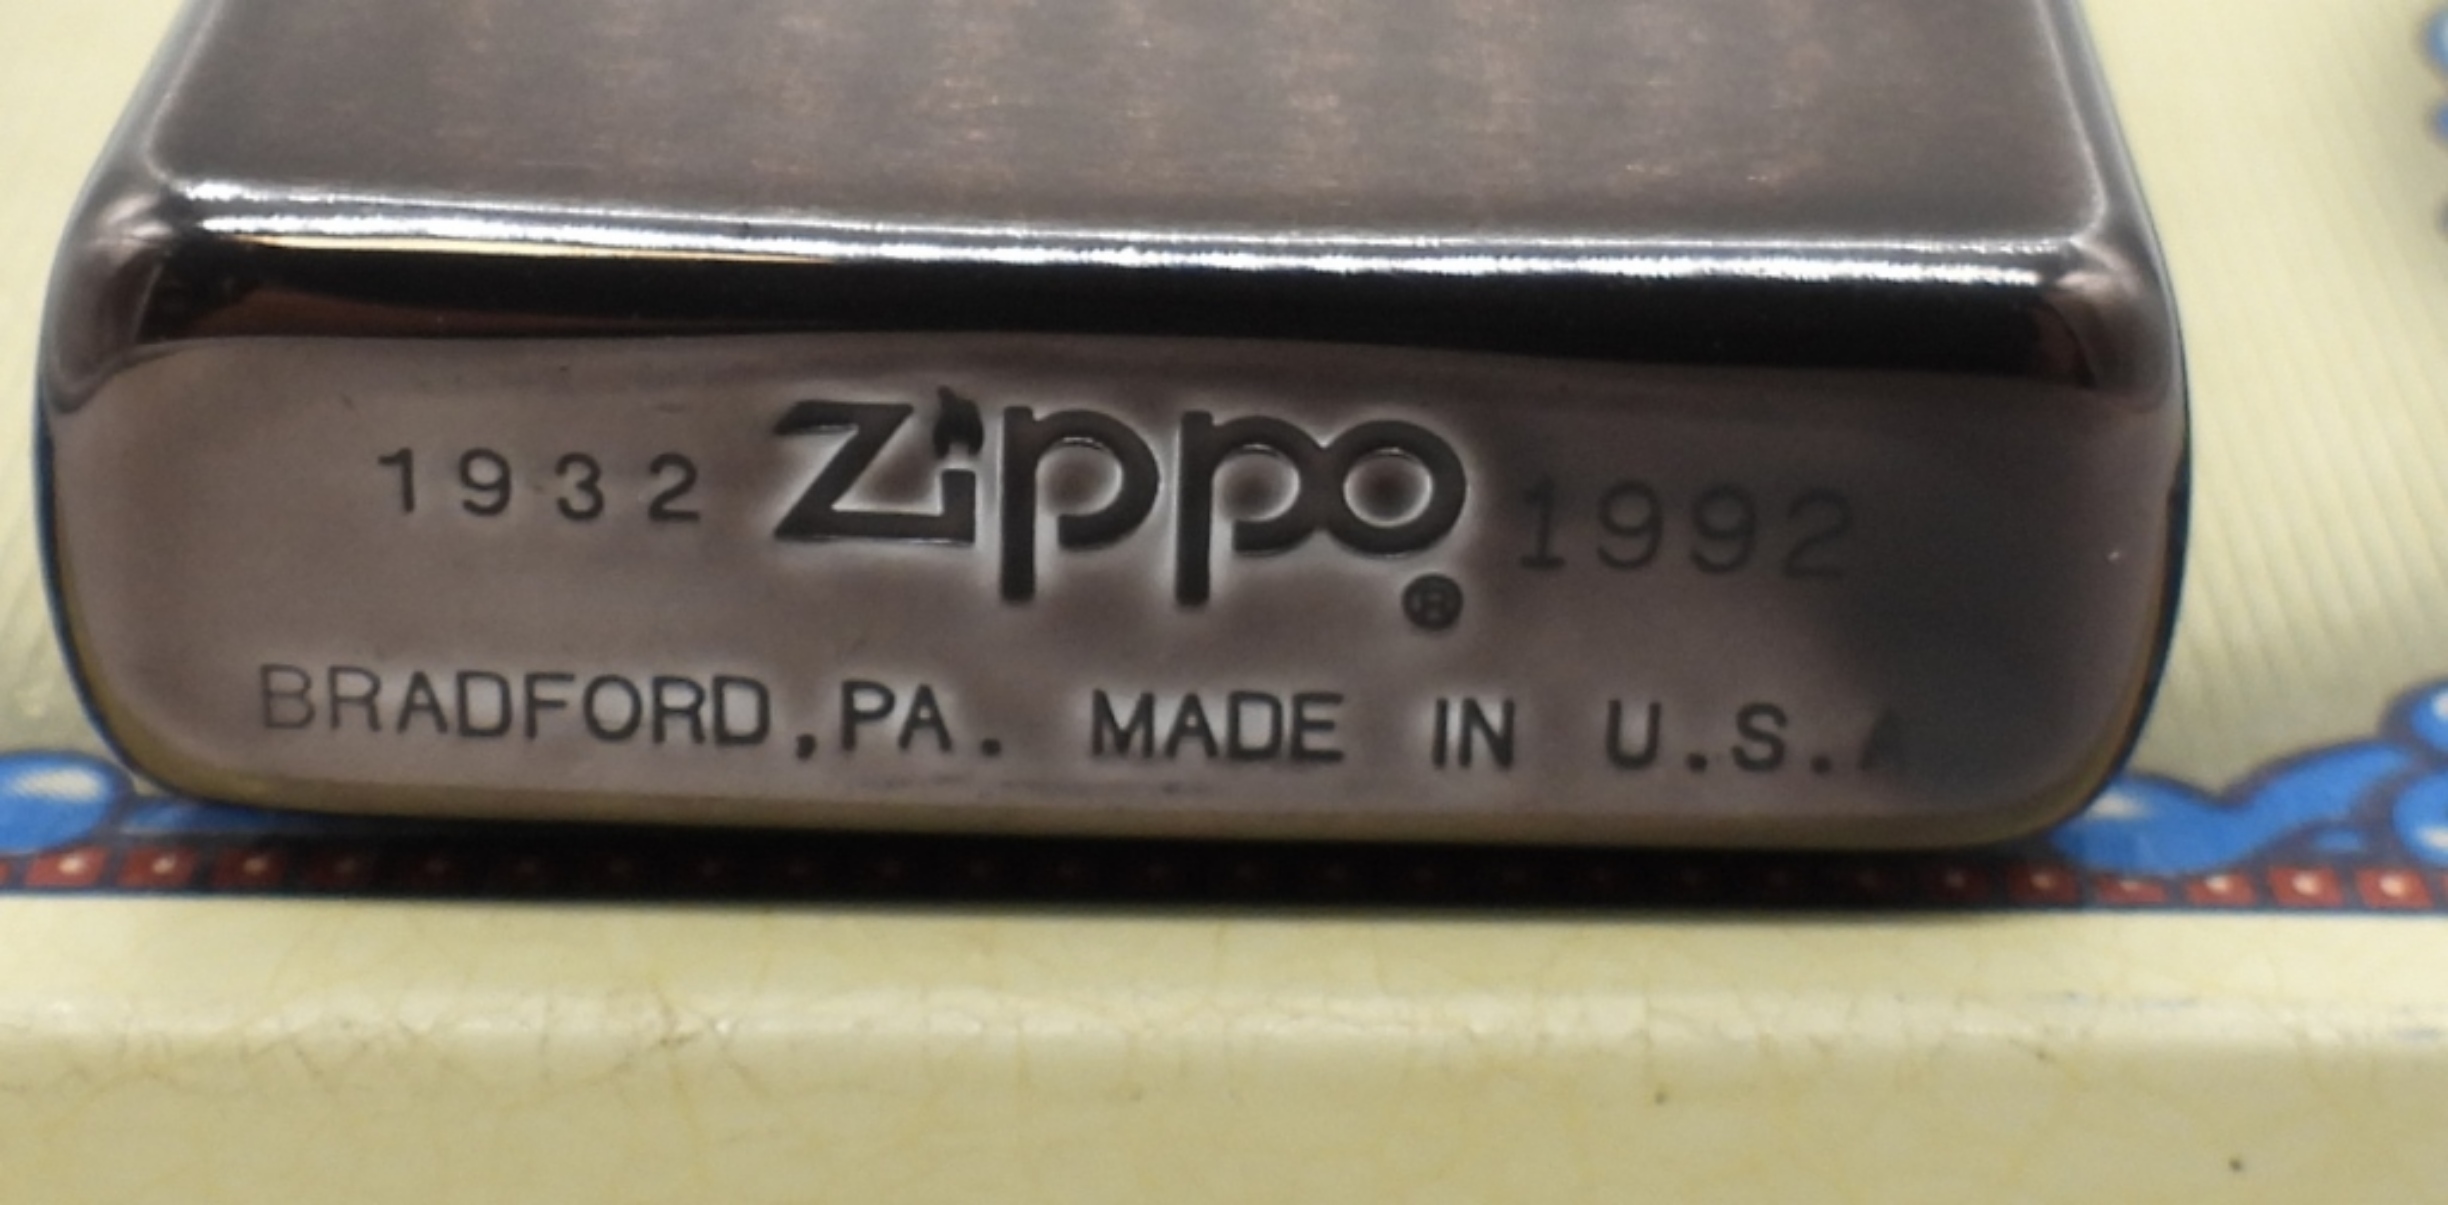 1932 Zippo ® 1992
BRADFORD,PA. MADE IN U.S.A